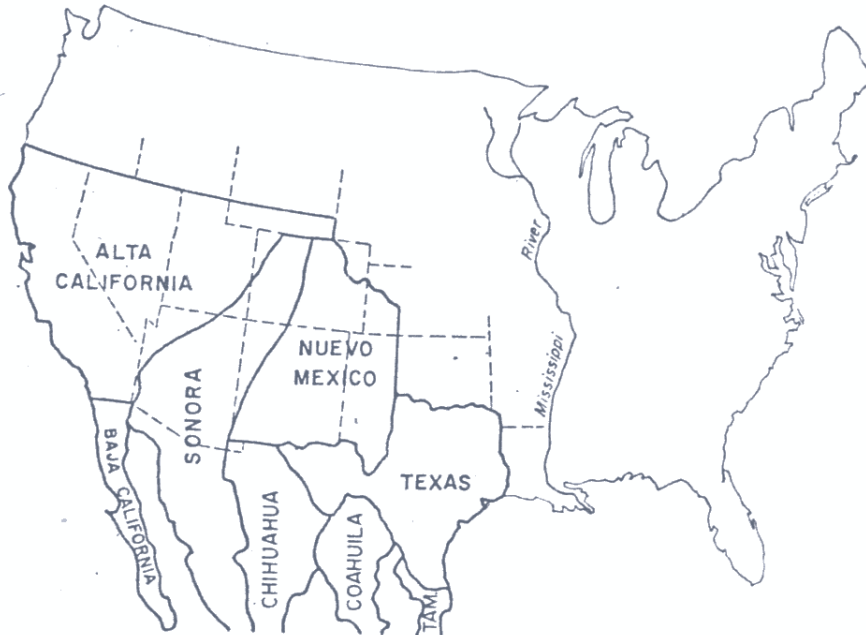 ALTA
CALIFORNIA
River
Mississippi
NUEVO
MEXICO
SONORA
BAJA CALIFORNIA
TEXAS
CHIHUAHUA
COAHUILA
TAM.